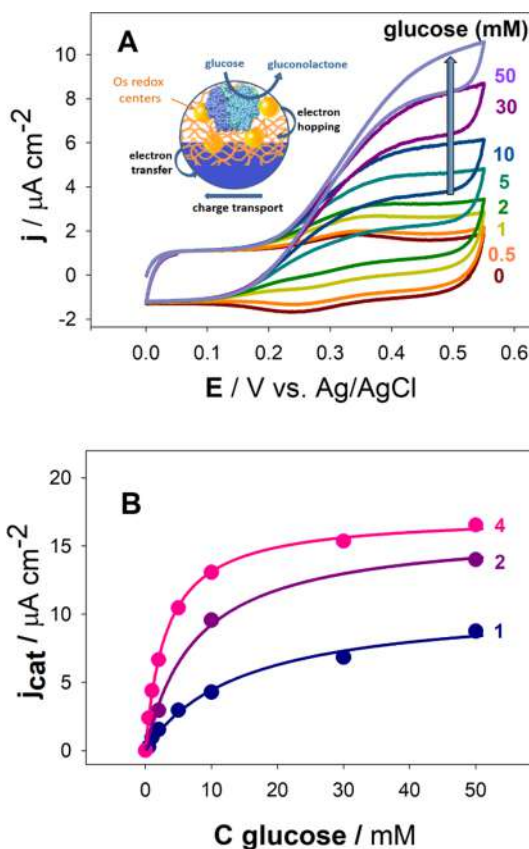 A
glucose (mM)
glucose
gluconolactone
Os redox
centers
electron
hopping
electron
transfer
charge transport
50
30
10
5
2
1
0.5
0
10
8
6
4
2
0
-2
j / µA cm-2
0.0 0.1 0.2 0.3 0.4 0.5 0.6
E / V vs. Ag/AgCl
B
20
15
10
5
0
jcat / µA cm-2
4
2
1
0 10 20 30 40 50
C glucose / mM